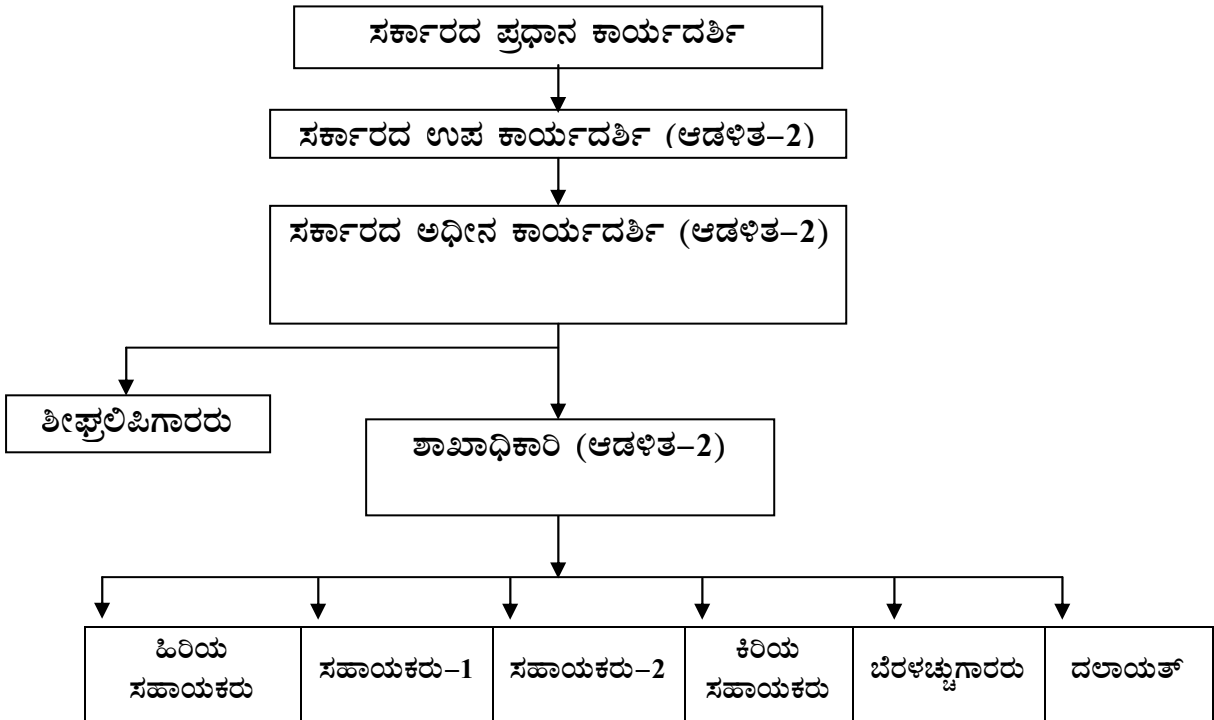 ಸರ್ಕಾರದ ಪ್ರಧಾನ ಕಾರ್ಯದರ್ಶಿ
ಸರ್ಕಾರದ ಉಪ ಕಾರ್ಯದರ್ಶಿ (ಆಡಳಿತ–2)
ಸರ್ಕಾರದ ಅಧೀನ ಕಾರ್ಯದರ್ಶಿ (ಆಡಳಿತ–2)
ಶೀಘ್ರಲಿಪಿಗಾರರು
ಶಾಖಾಧಿಕಾರಿ (ಆಡಳಿತ–2)
ಹಿರಿಯ
ಸಹಾಯಕರು
ಸಹಾಯಕರು–1
ಸಹಾಯಕರು–2
ಕಿರಿಯ
ಸಹಾಯಕರು
ಬೆರಳಚ್ಚುಗಾರರು
ದಲಾಯತ್